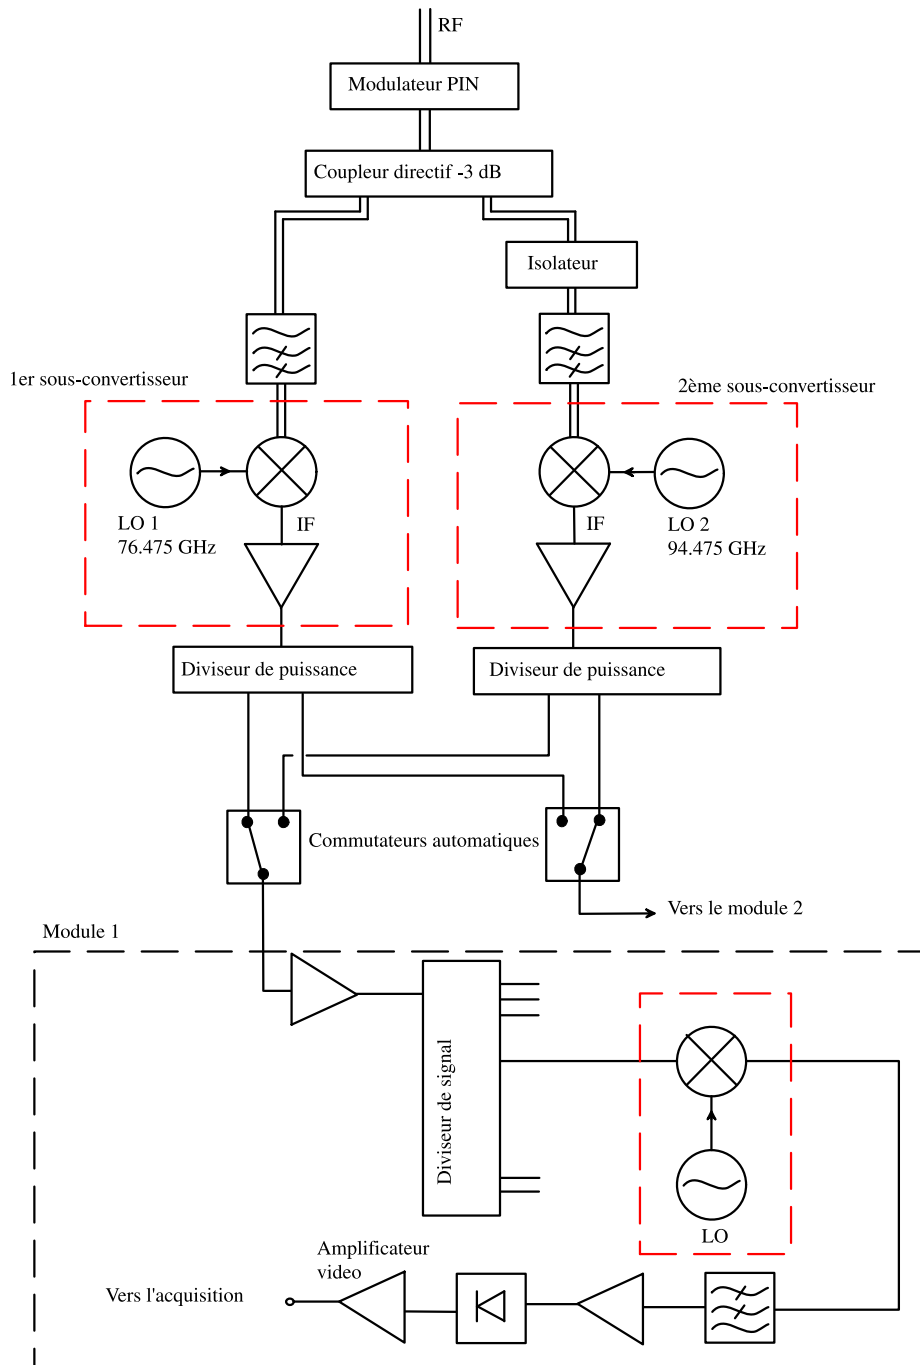 RF
Modulateur PIN
Coupleur directif -3 dB
Isolateur
1er sous-convertisseur
2ème sous-convertisseur
LO 1
76.475 GHz
IF
IF
LO 2
94.475 GHz
Diviseur de puissance
Diviseur de puissance
Commutateurs automatiques
Vers le module 2
Module 1
Diviseur de signal
LO
Amplificateur
video
Vers l'acquisition